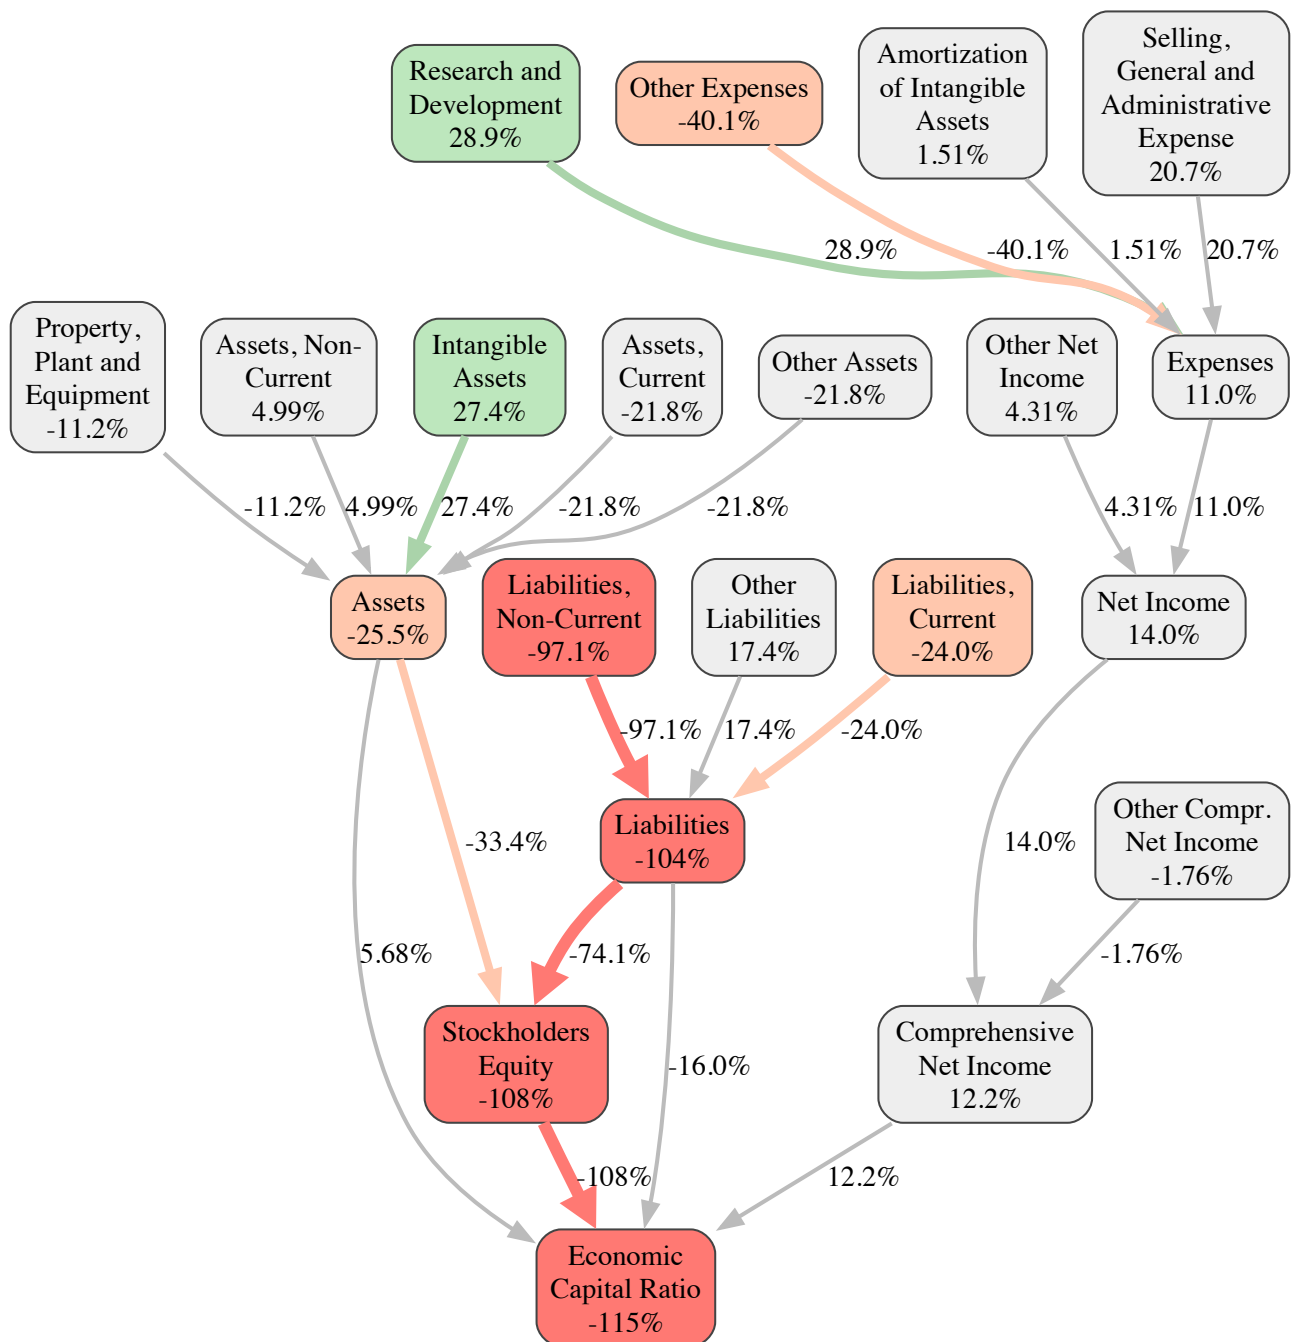 Research and
Development
28.9%
Other Expenses
-40.1%
Amortization
of Intangible
Assets
1.51%
Selling,
General and
Administrative
Expense
20.7%
28.9%
-40.1%
1.51%
20.7%
Property,
Plant and
Equipment
-11.2%
Assets, Non-
Current
4.99%
Intangible
Assets
27.4%
Assets,
Current
-21.8%
Other Assets
-21.8%
Other Net
Income
4.31%
Expenses
11.0%
-11.2%
4.99%
27.4%
-21.8%
-21.8%
4.31%
11.0%
Assets
-25.5%
Liabilities,
Non-Current
-97.1%
Other
Liabilities
17.4%
Liabilities,
Current
-24.0%
Net Income
14.0%
-97.1%
17.4%
-24.0%
-33.4%
Liabilities
-104%
14.0%
Other Compr.
Net Income
-1.76%
5.68%
-74.1%
-1.76%
Stockholders
Equity
-108%
-16.0%
Comprehensive
Net Income
12.2%
-108%
12.2%
Economic
Capital Ratio
-115%